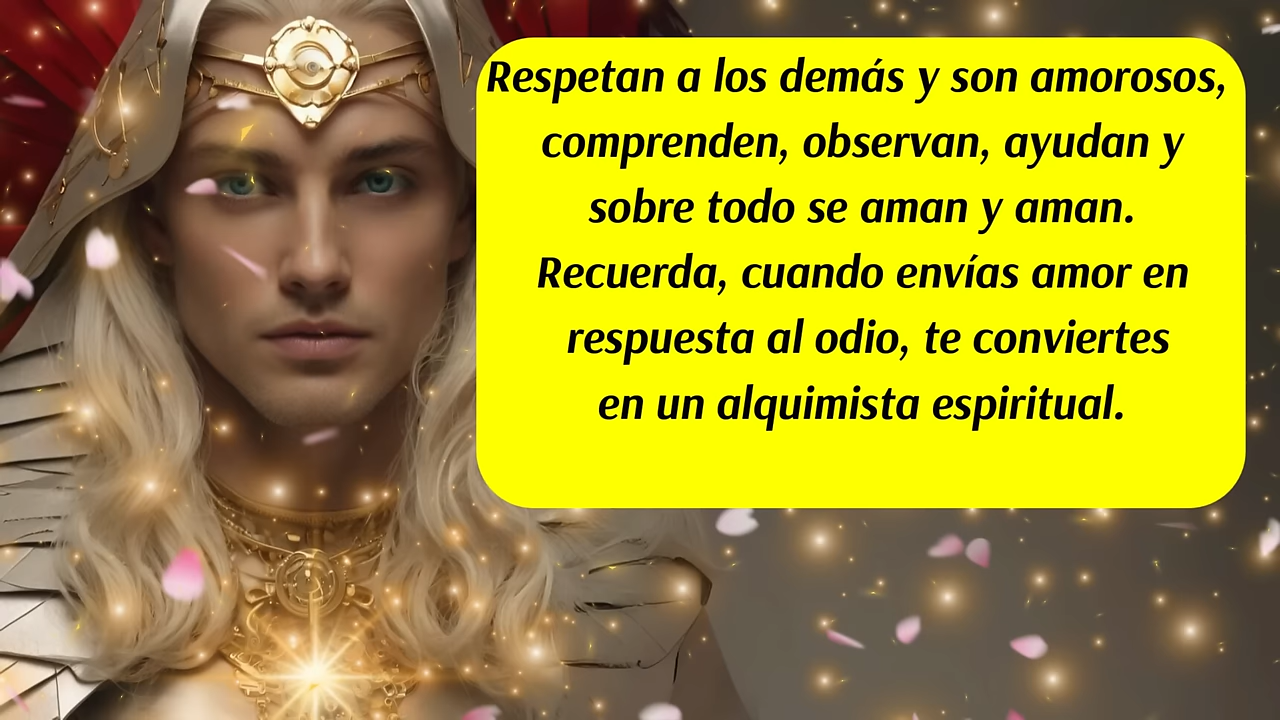 Respetan a los demás y son amorosos,
comprenden, observan, ayudan y
sobre todo se aman y aman.
Recuerda, cuando envías amor en
respuesta al odio, te conviertes
en un alquimista espiritual.